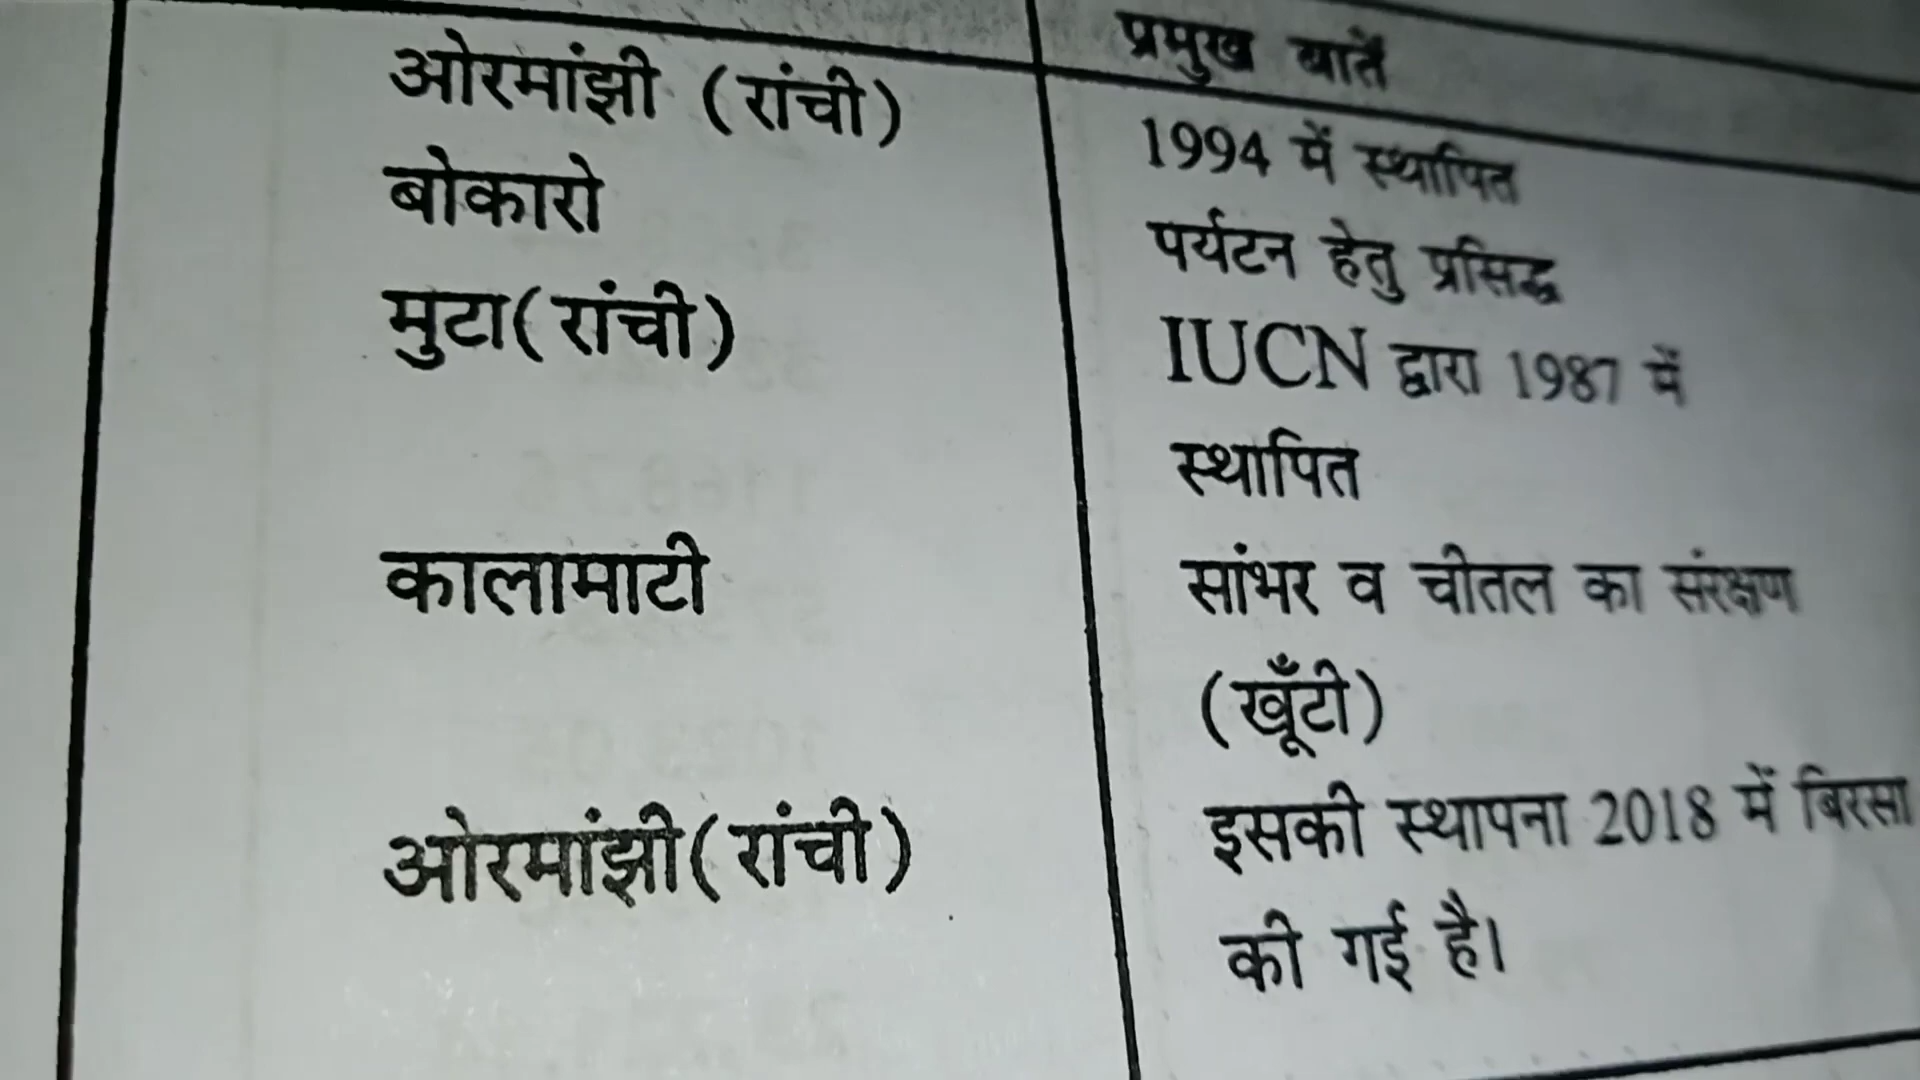 प्रमुख बातें
ओरमांझी (रांची)
1994 में स्थापित
बोकारो
पर्यटन हेतु प्रसिद्ध
मुटा(रांची)
IUCN द्वारा 1987 में
स्थापित
कालामाटी
सांभर व चीतल का संरक्षण
(खूँटी)
ओरमांझी(रांची)
इसकी स्थापना 2018 में बिरसा
की गई है।